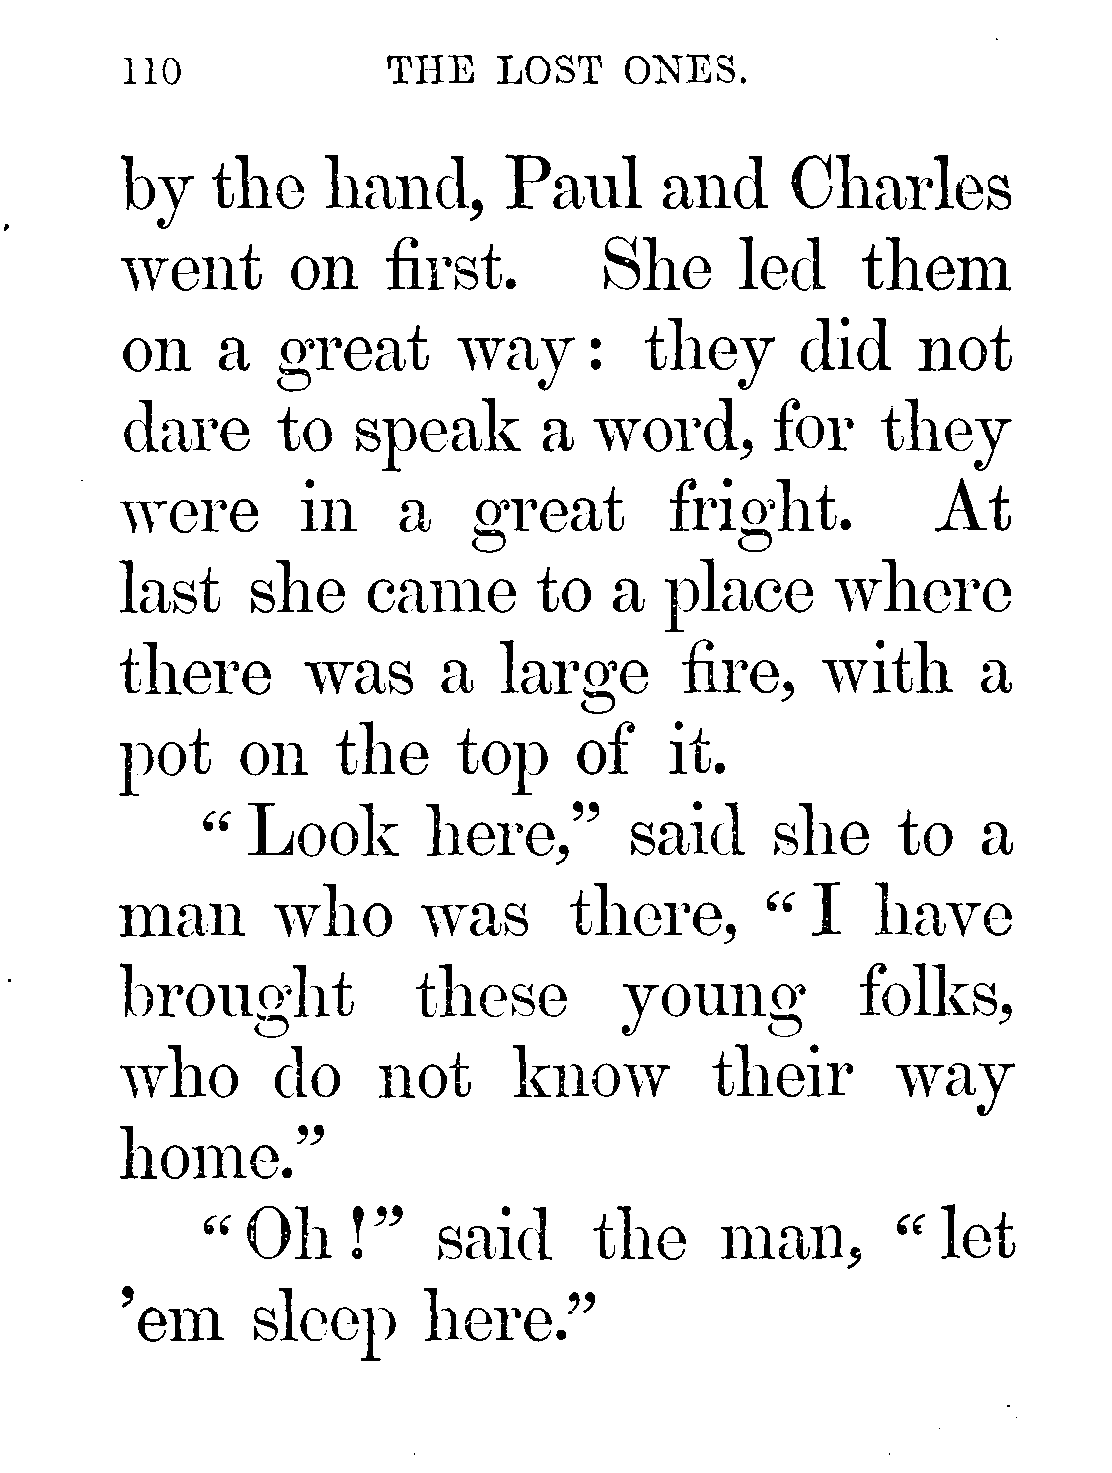 110 THE LOST ONES.
by the hand, Paul and Charles
went on first. She led them
on a great way: they did not
dare to speak a word, for they
were in a great fright. At
last she came to a place where
there was a large fire, with a
pot on the top of it.
“Look here,” said she to a
man who was there, “I have
brought these young folks,
who do not know their way
home.”
“Oh!” said the man, “let
’em sleep here.”